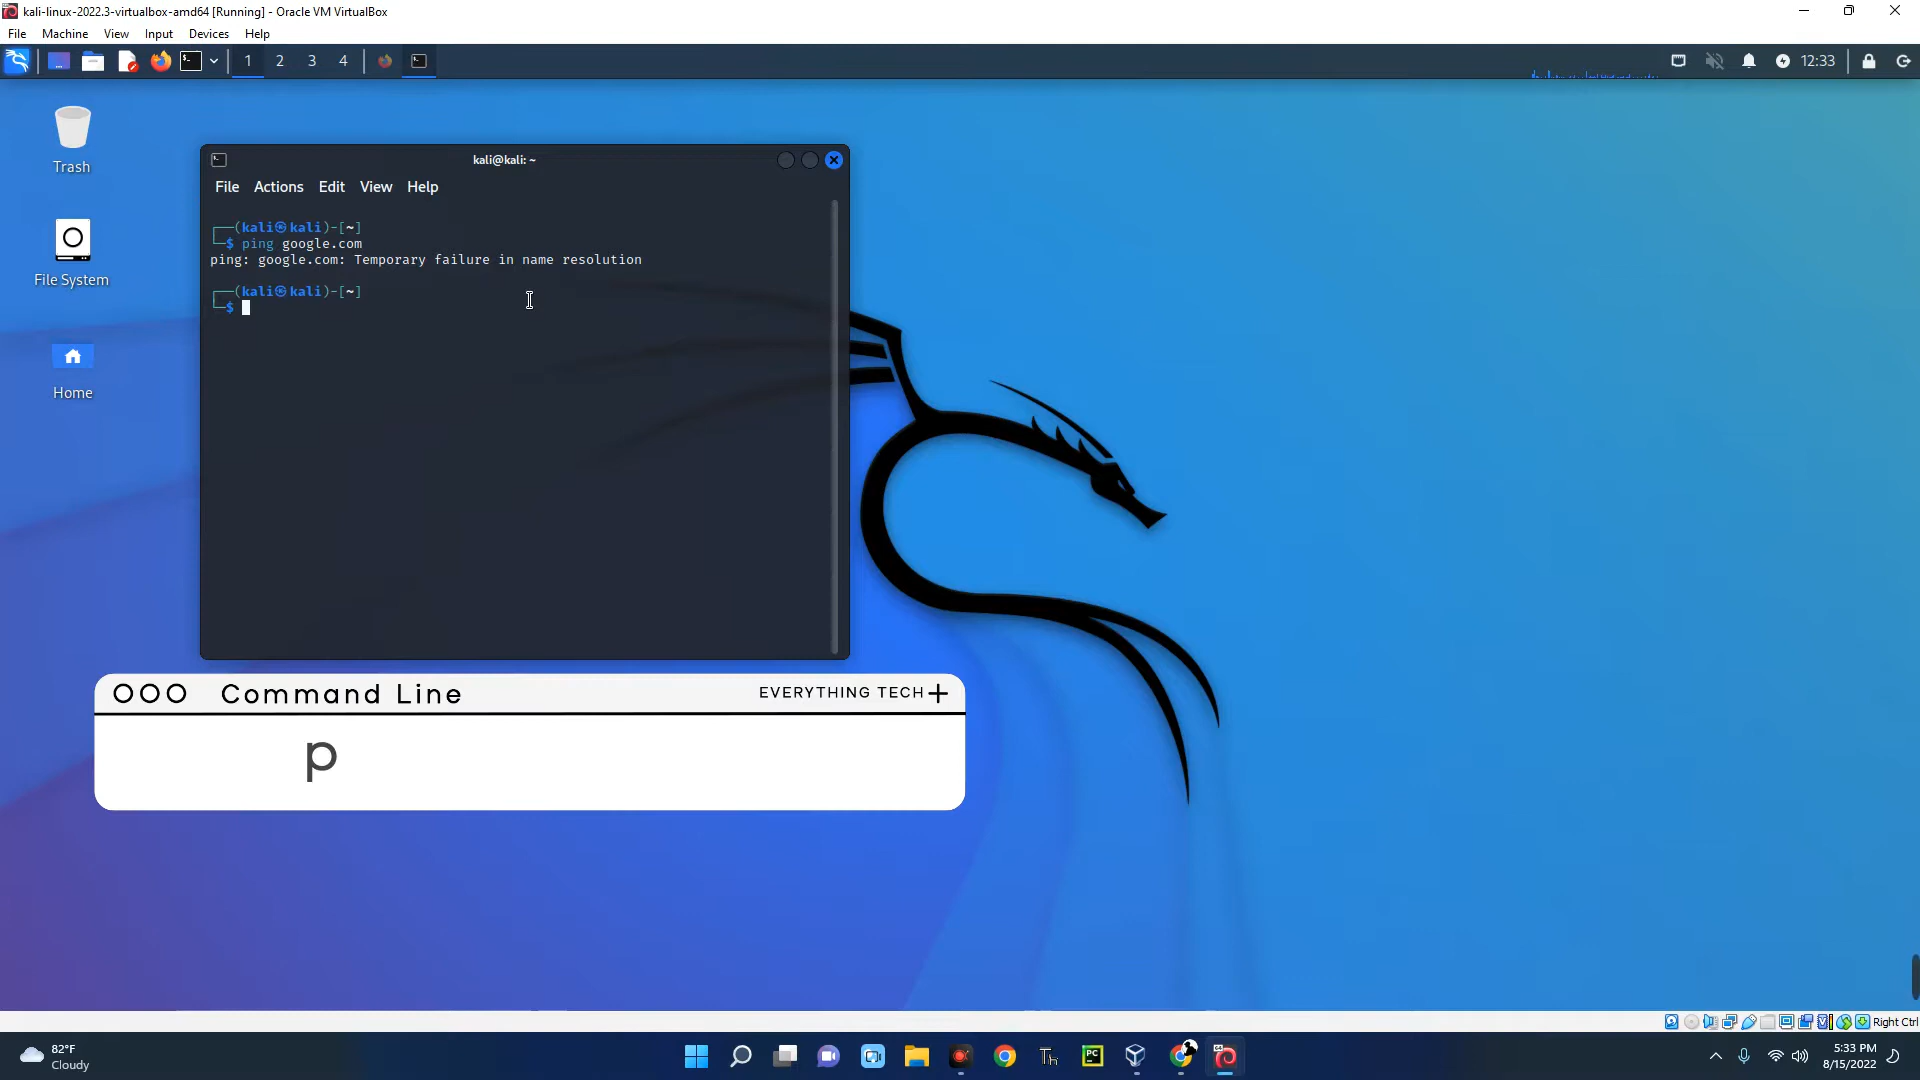 kali-linux-2022.3-virtualbox-amd64 [Running] - Oracle VM VirtualBox
File Machine View Input Devices Help
1 2 3 4
12:33
Trash
File System
Home
kali@kali: ~
File Actions Edit View Help
┌──(kali㉿kali)-[~]
└─$ ping google.com
ping: google.com: Temporary failure in name resolution
┌──(kali㉿kali)-[~]
└─$
Command Line
EVERYTHING TECH
p
Right Ctrl
82°F
Cloudy
Th
PC
5:33 PM
8/15/2022